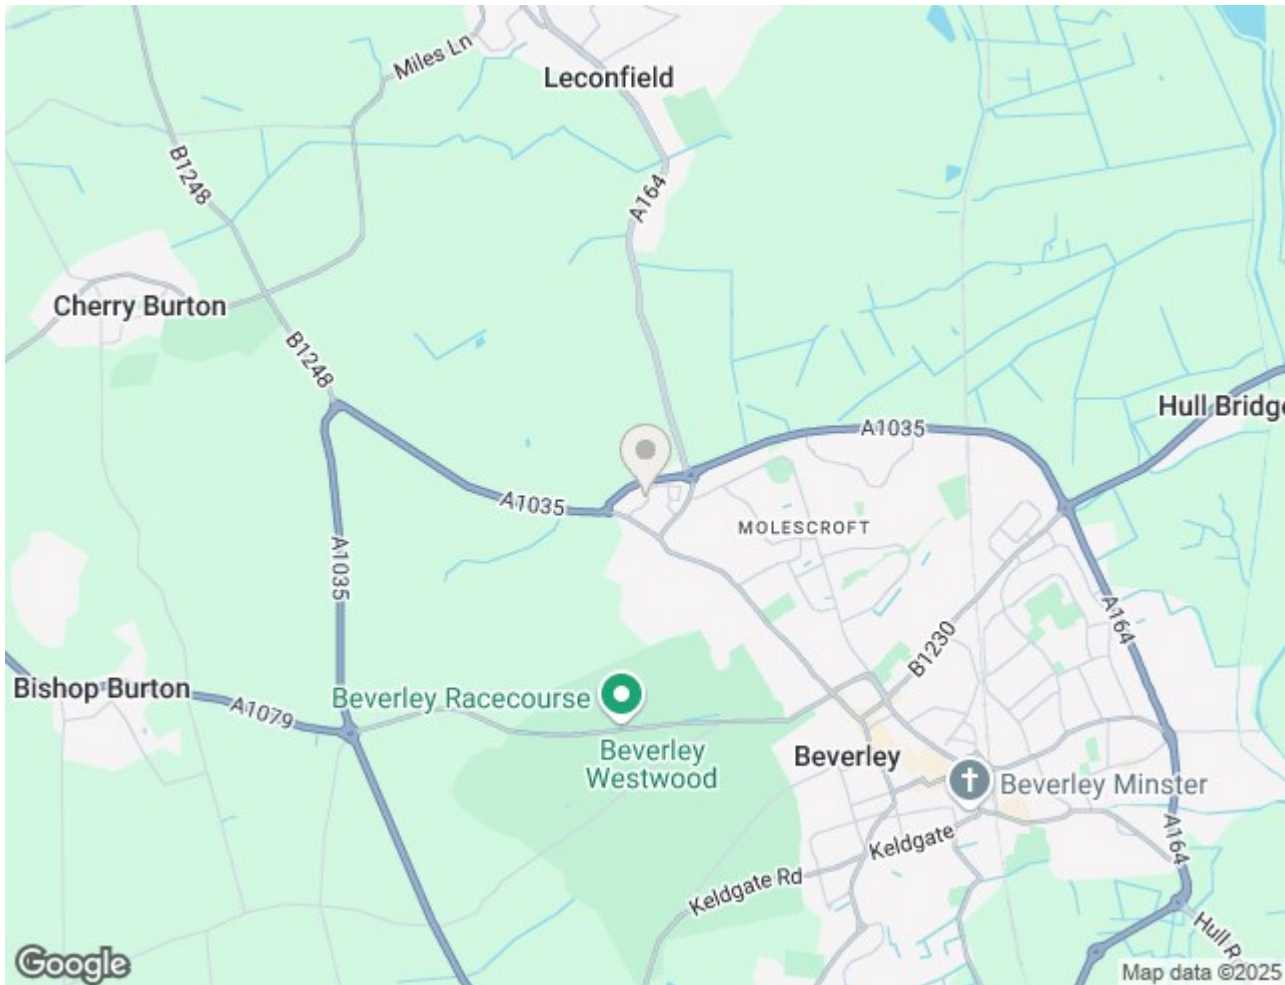 Miles Ln
Leconfield
B1248
A164
Cherry Burton
B1248
Hull Bridge
A1035
A1035
MOLESCROFT
A1035
A164
B1230
Bishop Burton
A1079
Beverley Racecourse
Beverley
Westwood
Beverley
Beverley Minster
Keldgate
A164
Keldgate Rd
Hull
Google
Map data ©2025